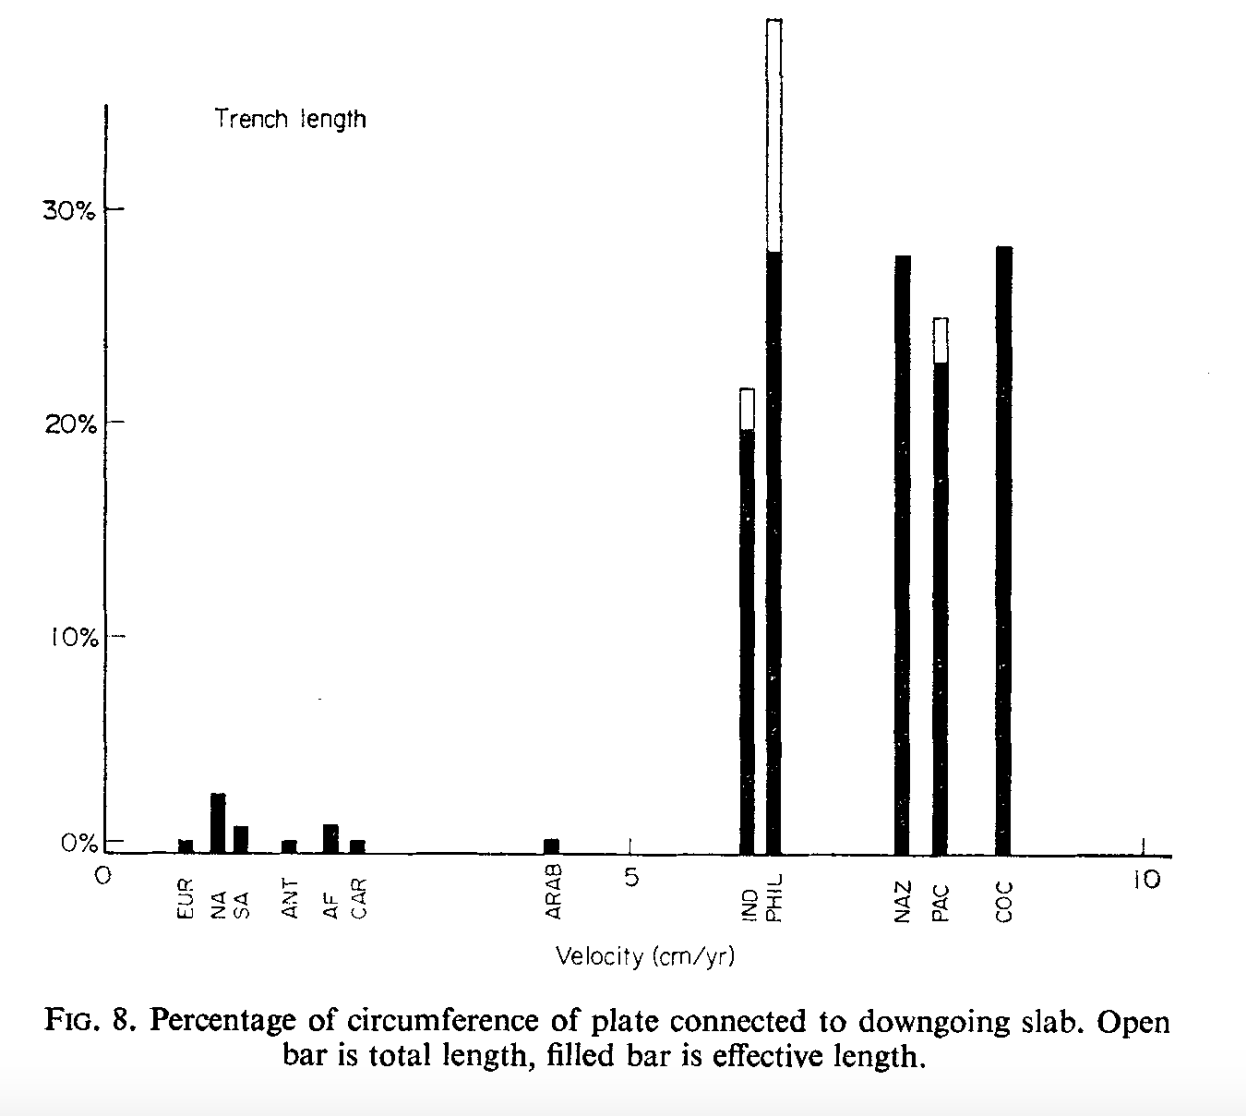 Trench length
30%
20%
10%
0%
0
5
10
EUR
NA
SA
ANT
AF
CAR
ARAB
IND
PHIL
NAZ
PAC
COC
Velocity (cm/yr)
FIG. 8. Percentage of circumference of plate connected to downgoing slab. Open
bar is total length, filled bar is effective length.